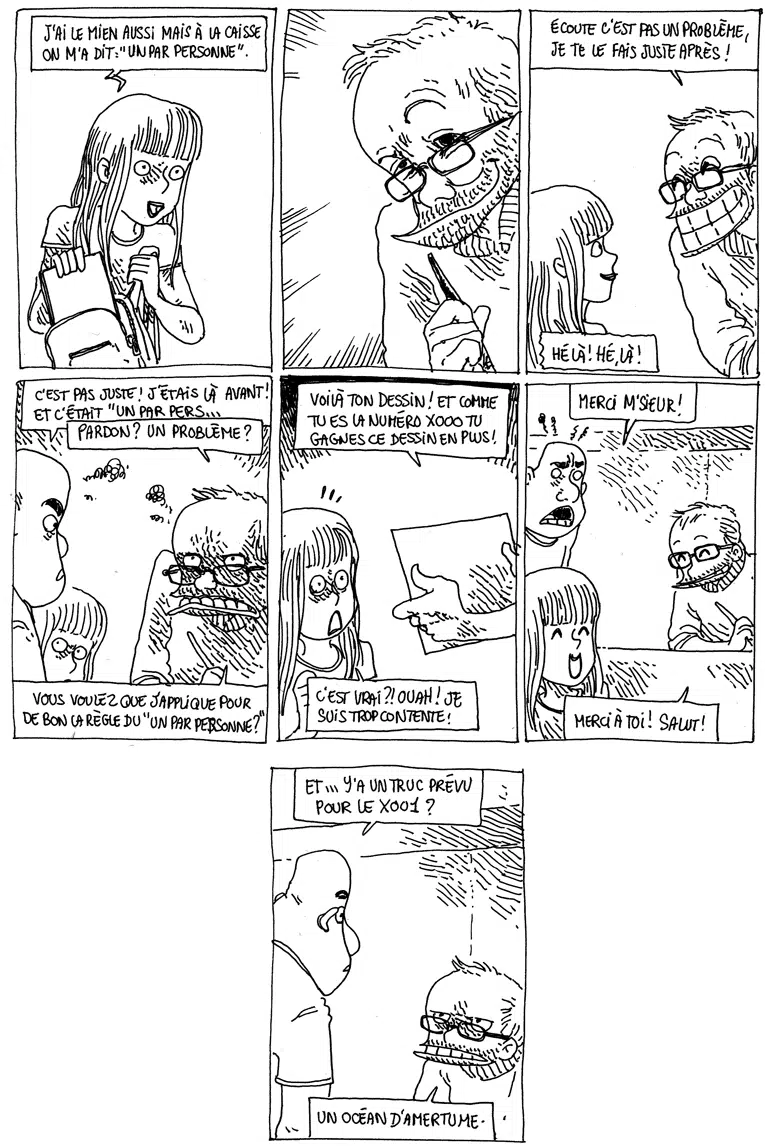 J'AI LE MIEN AUSSI MAIS À LA CAISSE
ON M'A DIT: "UN PAR PERSONNE".
ÉCOUTE C'EST PAS UN PROBLÈME,
JE TE LE FAIS JUSTE APRÈS !
HÉ LÀ ! HÉ, LÀ !
C'EST PAS JUSTE ! J'ÉTAIS LÀ AVANT !
ET C'ÉTAIT "UN PAR PERS...
PARDON ? UN PROBLÈME ?
VOUS VOULEZ QUE J'APPLIQUE POUR
DE BON LA RÈGLE DU "UN PAR PERSONNE?"
VOILÀ TON DESSIN ! ET COMME
TU ES LA NUMÉRO X000 TU
GAGNES CE DESSIN EN PLUS !
C'EST VRAI ?! OUAH ! JE
SUIS TROP CONTENTE !
MERCI M'SIEUR !
MERCI À TOI ! SALUT !
ET... Y'A UN TRUC PRÉVU
POUR LE X001 ?
UN OCÉAN D'AMERTUME.